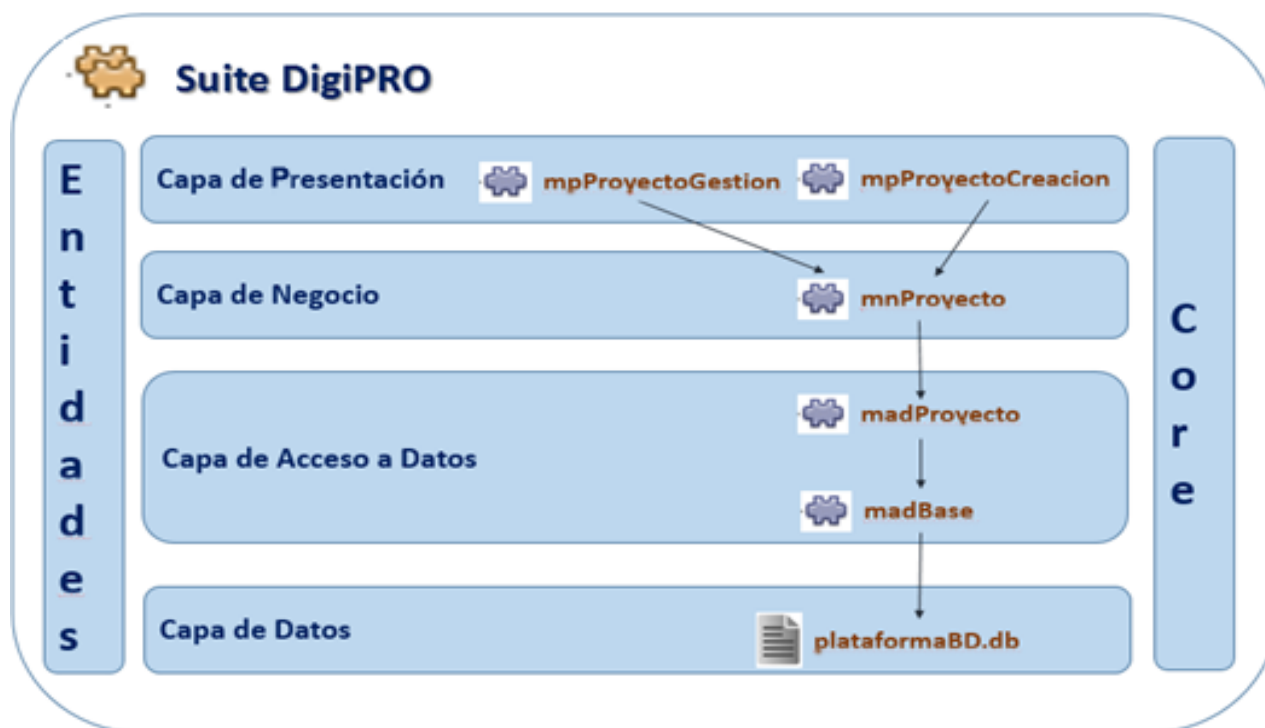 Suite DigiPRO
Entidades
Capa de Presentación
mpProyectoGestion
mpProyectoCreacion
Capa de Negocio
mnProyecto
Capa de Acceso a Datos
madProyecto
madBase
Capa de Datos
plataformaBD.db
Core